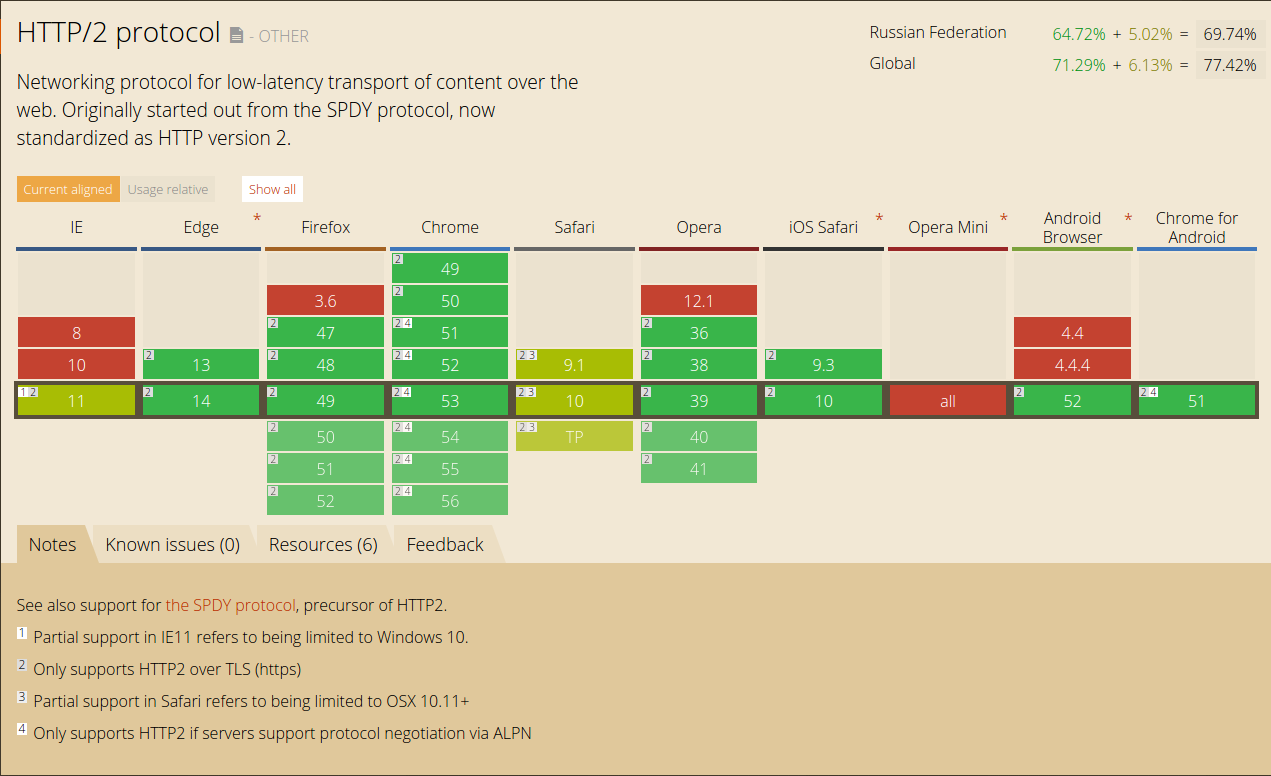 HTTP/2 protocol - OTHER
Russian Federation 64.72% + 5.02% = 69.74%
Global 71.29% + 6.13% = 77.42%
Networking protocol for low-latency transport of content over the
web. Originally started out from the SPDY protocol, now
standardized as HTTP version 2.
Current aligned Usage relative Show all
IE Edge * Firefox Chrome Safari Opera iOS Safari * Opera Mini * Android Browser * Chrome for Android
2 49
3.6 2 50 12.1
8 2 47 2 4 51 2 36 4.4
10 2 13 2 48 2 4 52 2 3 9.1 2 38 2 9.3 4.4.4
1 2 11 2 14 2 49 2 4 53 2 3 10 2 39 2 10 all 2 52 2 4 51
2 50 2 4 54 2 3 TP 2 40
2 51 2 4 55 2 41
2 52 2 4 56
Notes Known issues (0) Resources (6) Feedback
See also support for the SPDY protocol, precursor of HTTP2.
1 Partial support in IE11 refers to being limited to Windows 10.
2 Only supports HTTP2 over TLS (https)
3 Partial support in Safari refers to being limited to OSX 10.11+
4 Only supports HTTP2 if servers support protocol negotiation via ALPN